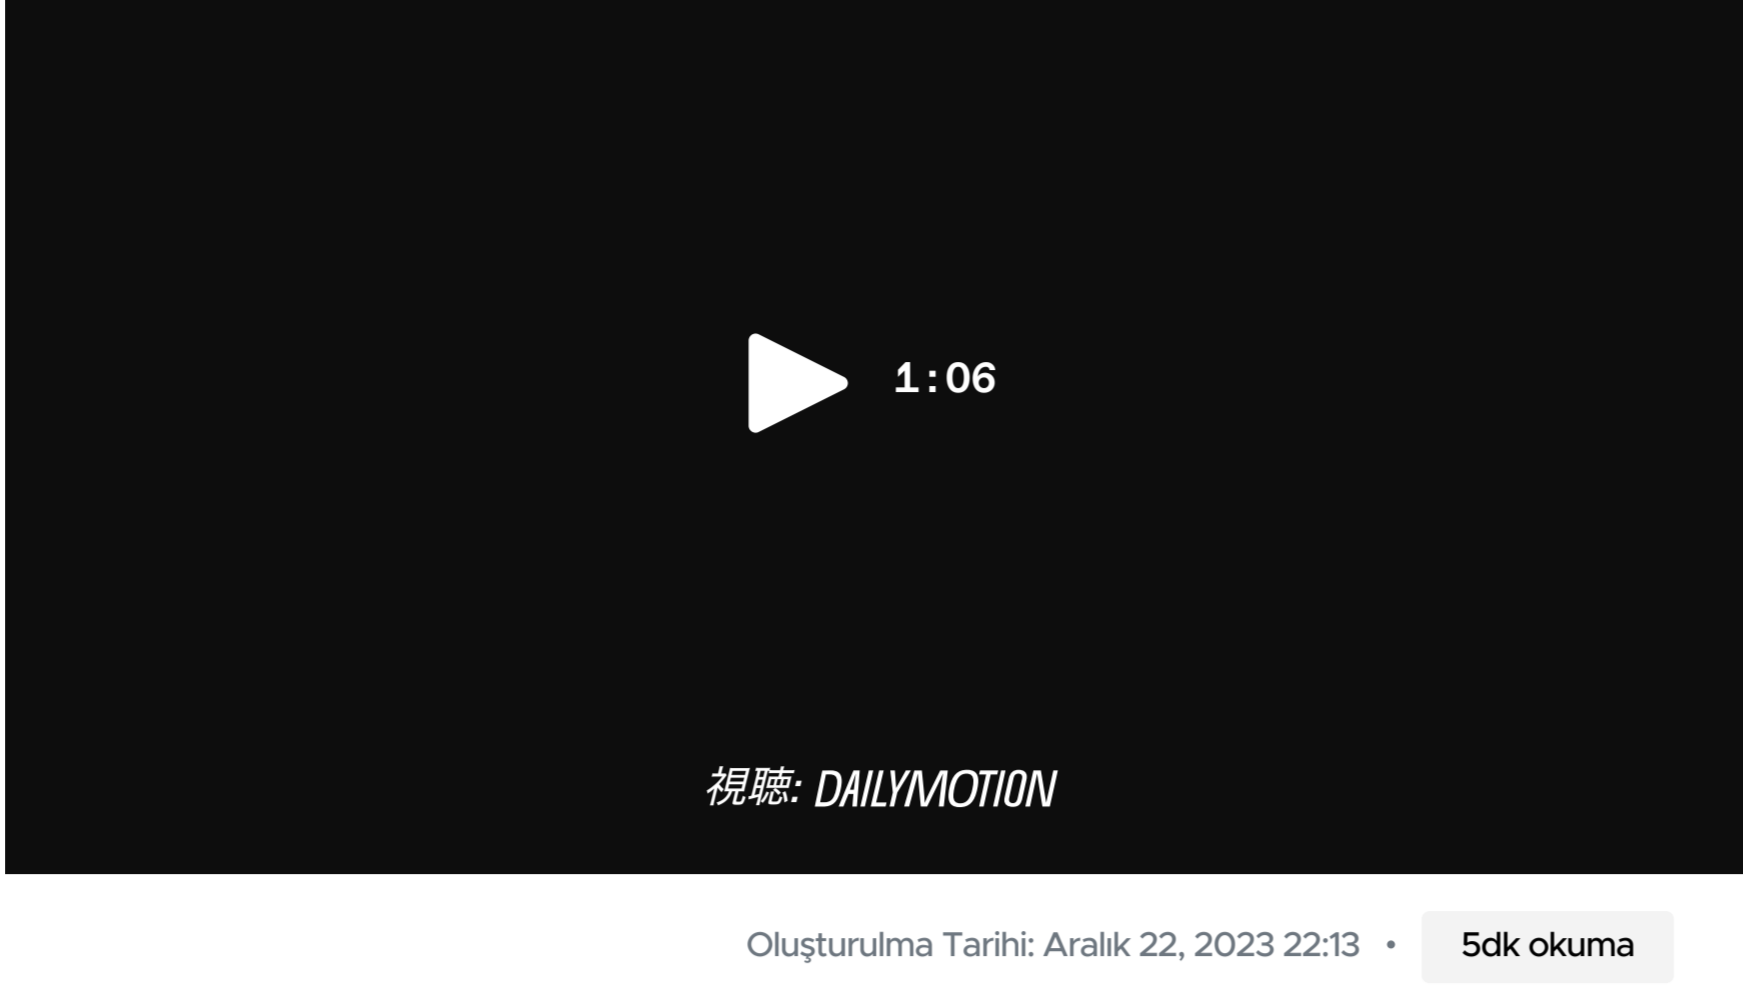 1:06
視聴: DAILYMOTION
Oluşturulma Tarihi: Aralık 22, 2023 22:13 • 5dk okuma